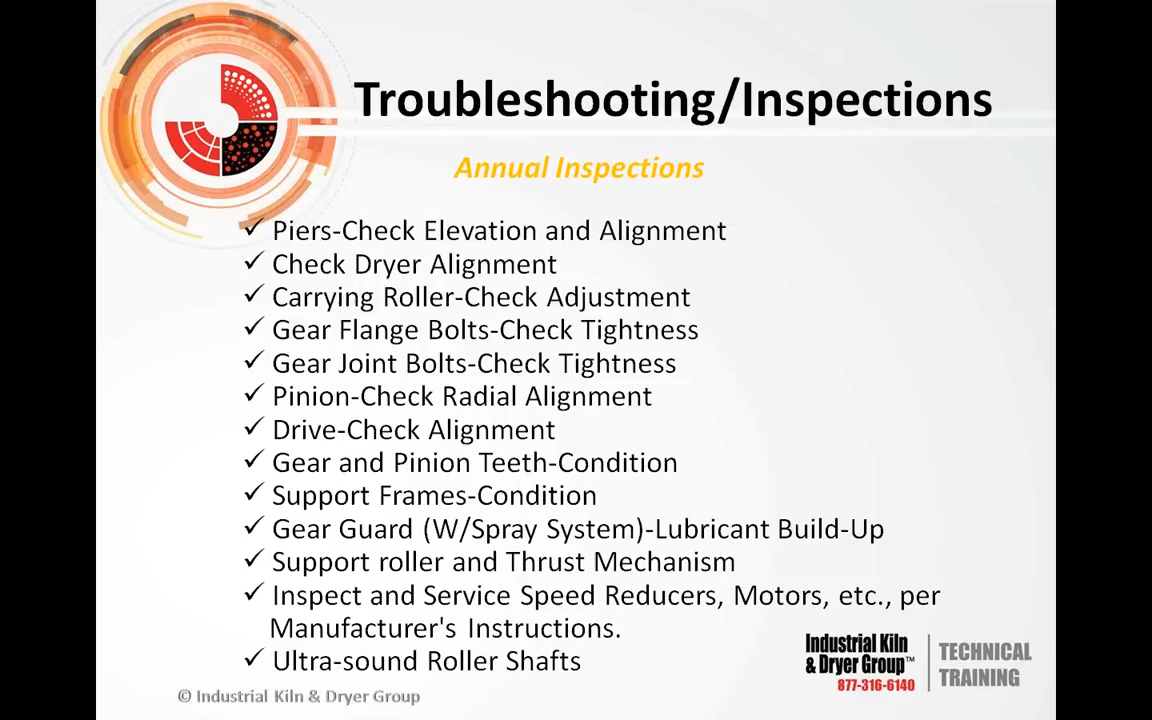 Troubleshooting/Inspections
Annual Inspections
✓ Piers-Check Elevation and Alignment
✓ Check Dryer Alignment
✓ Carrying Roller-Check Adjustment
✓ Gear Flange Bolts-Check Tightness
✓ Gear Joint Bolts-Check Tightness
✓ Pinion-Check Radial Alignment
✓ Drive-Check Alignment
✓ Gear and Pinion Teeth-Condition
✓ Support Frames-Condition
✓ Gear Guard (W/Spray System)-Lubricant Build-Up
✓ Support roller and Thrust Mechanism
✓ Inspect and Service Speed Reducers, Motors, etc., per
Manufacturer's Instructions.
✓ Ultra-sound Roller Shafts
Industrial Kiln
& Dryer Group™
877-316-6140
TECHNICAL
TRAINING
© Industrial Kiln & Dryer Group